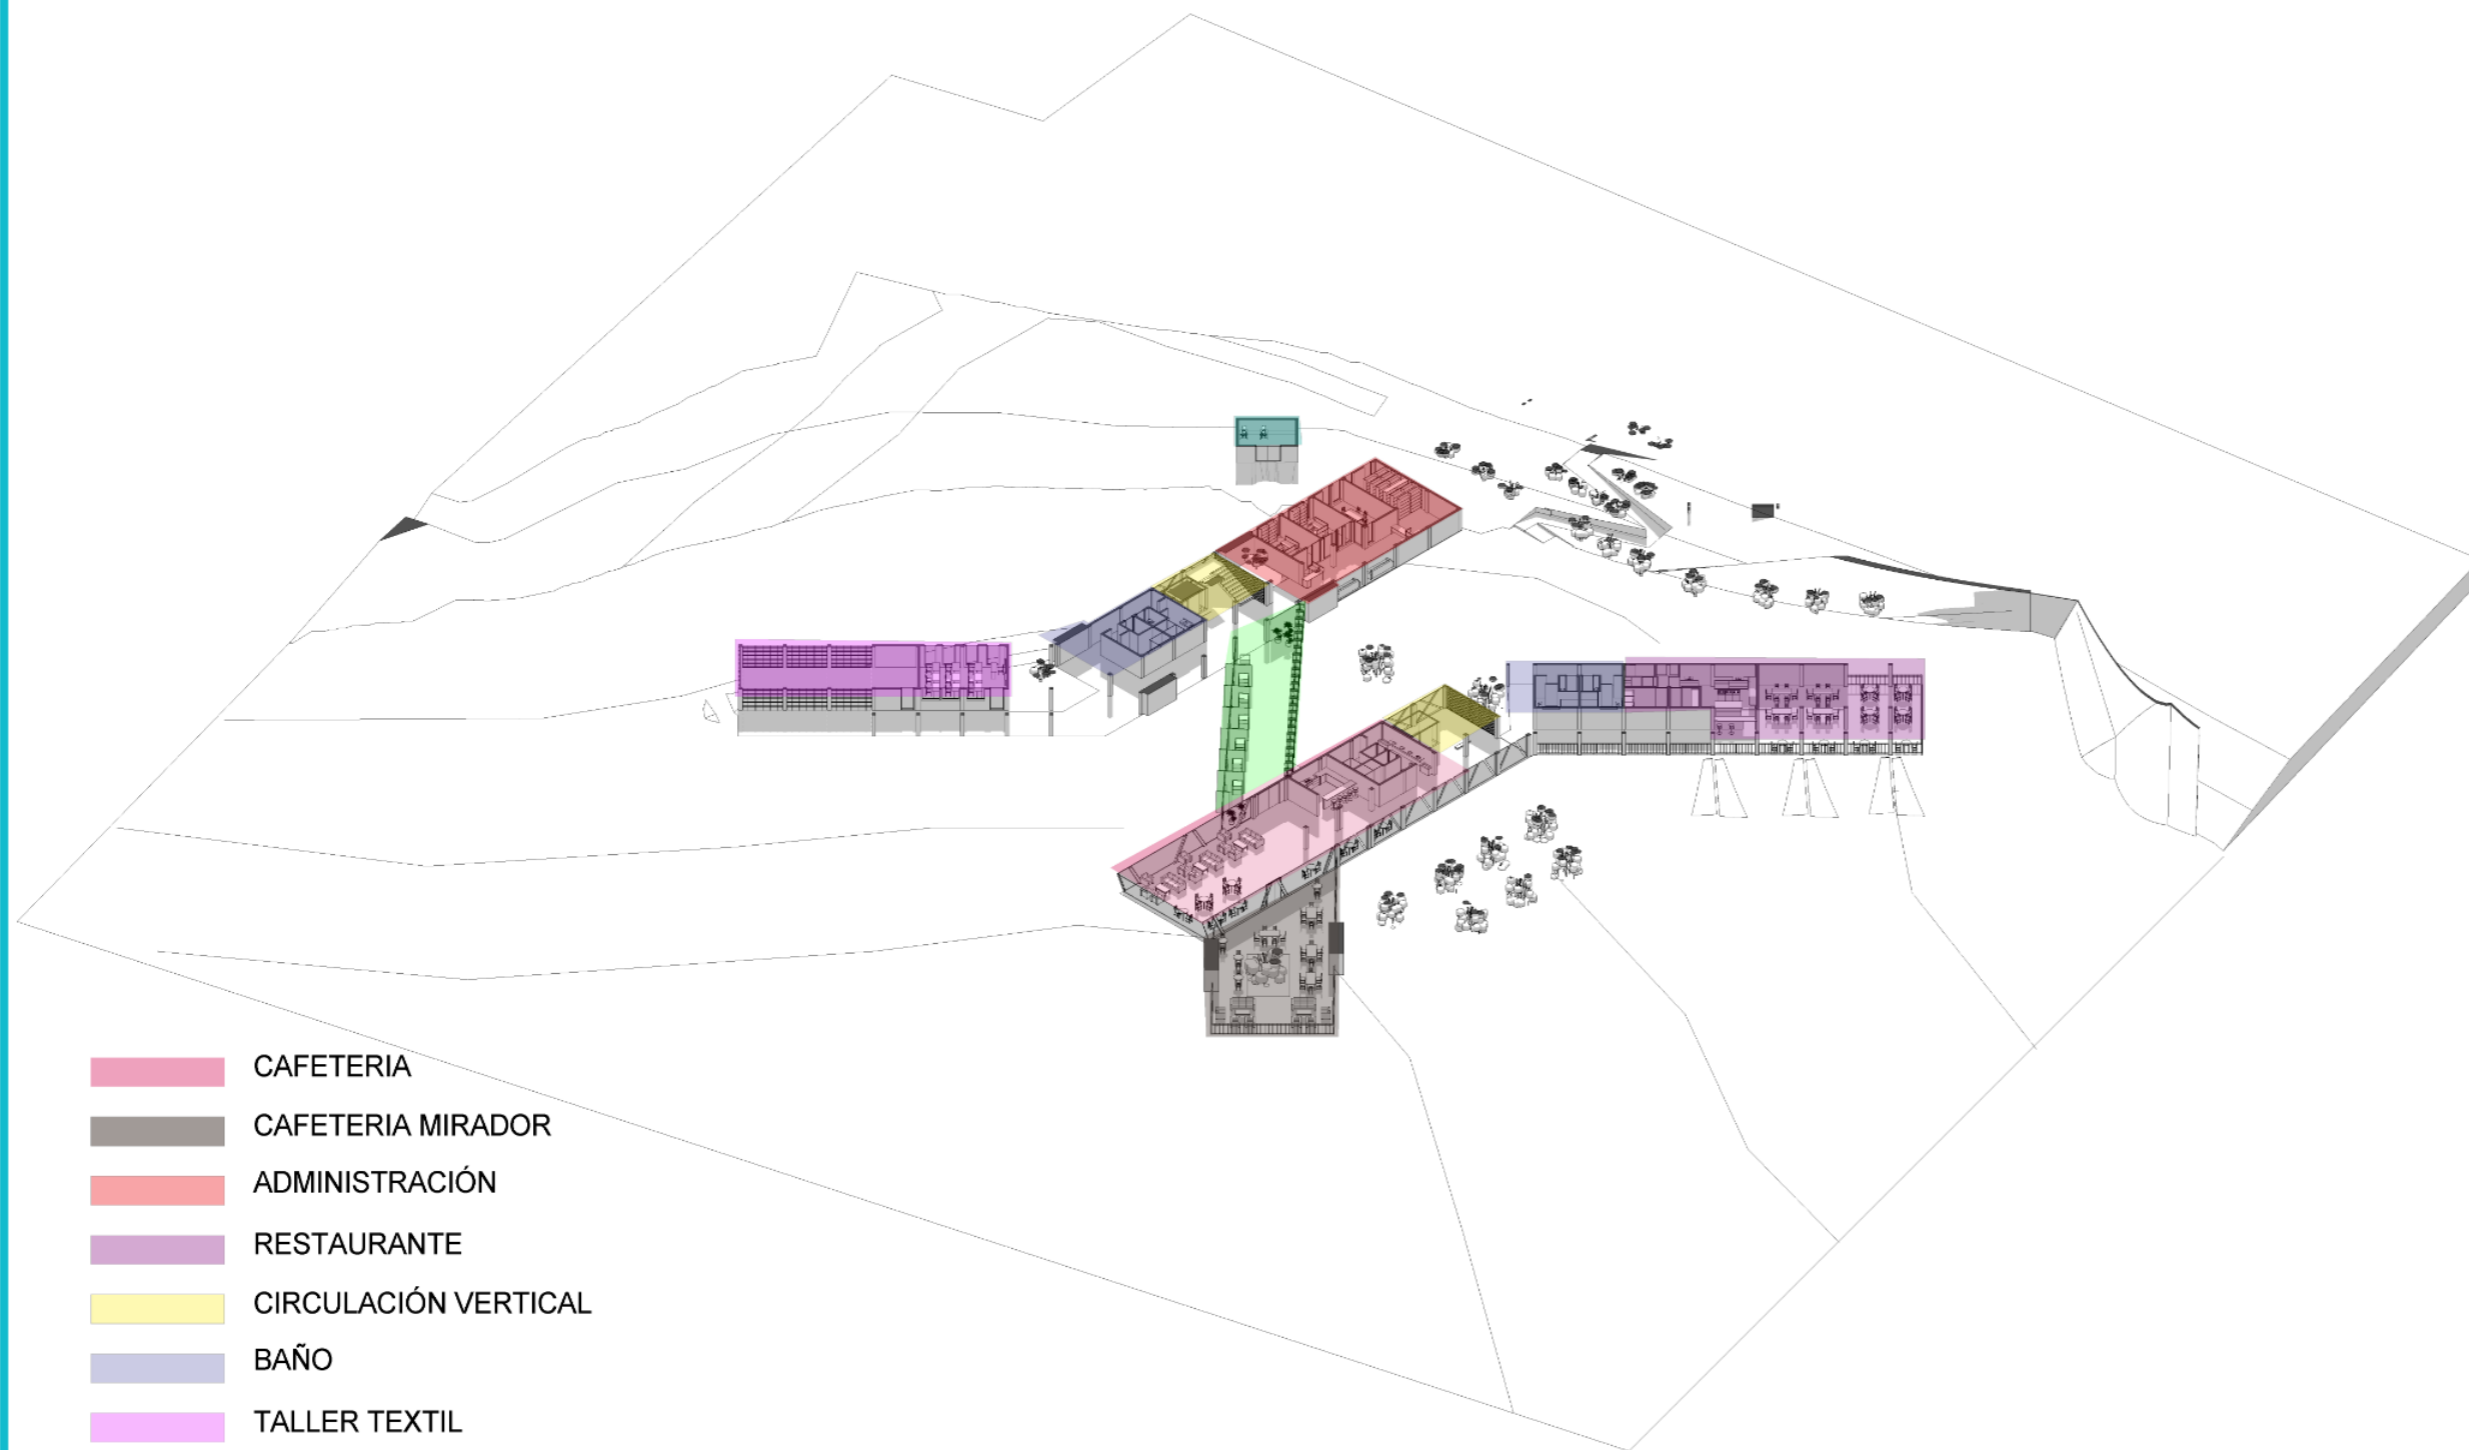 CAFETERIA
CAFETERIA MIRADOR
ADMINISTRACIÓN
RESTAURANTE
CIRCULACIÓN VERTICAL
BAÑO
TALLER TEXTIL